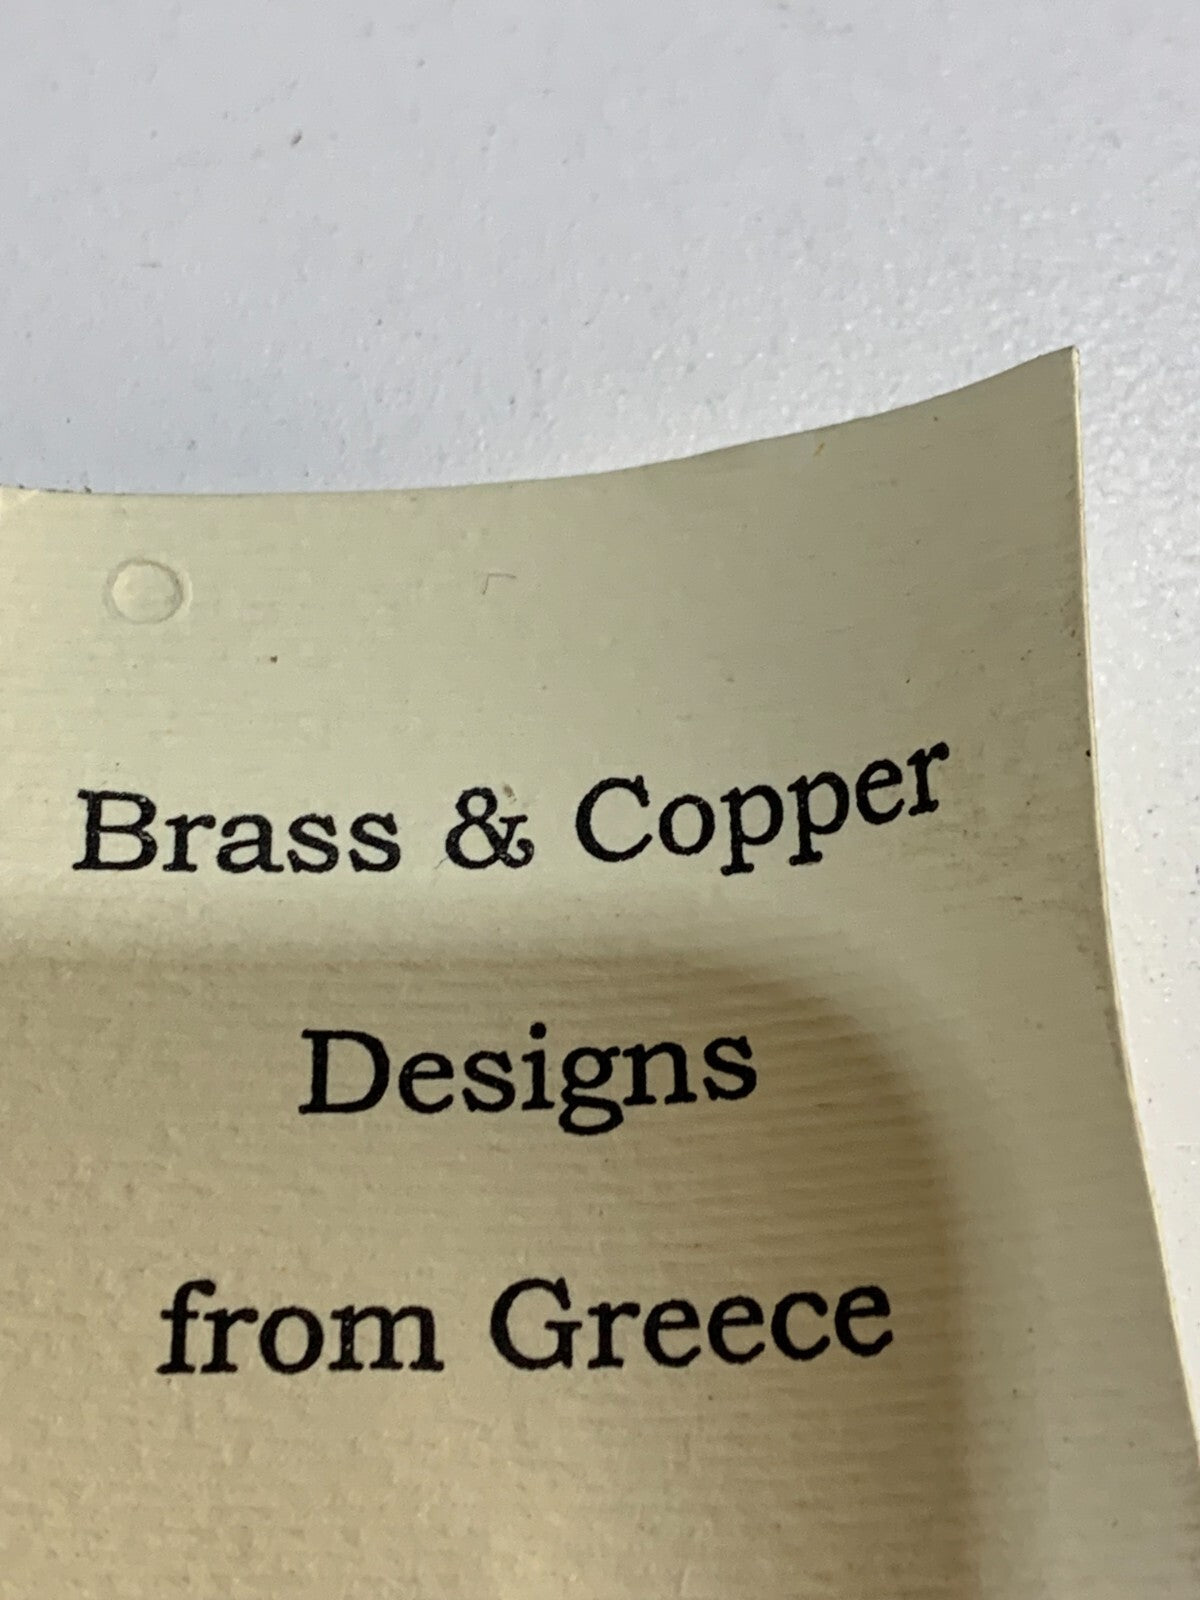 Brass & Copper
Designs
from Greece